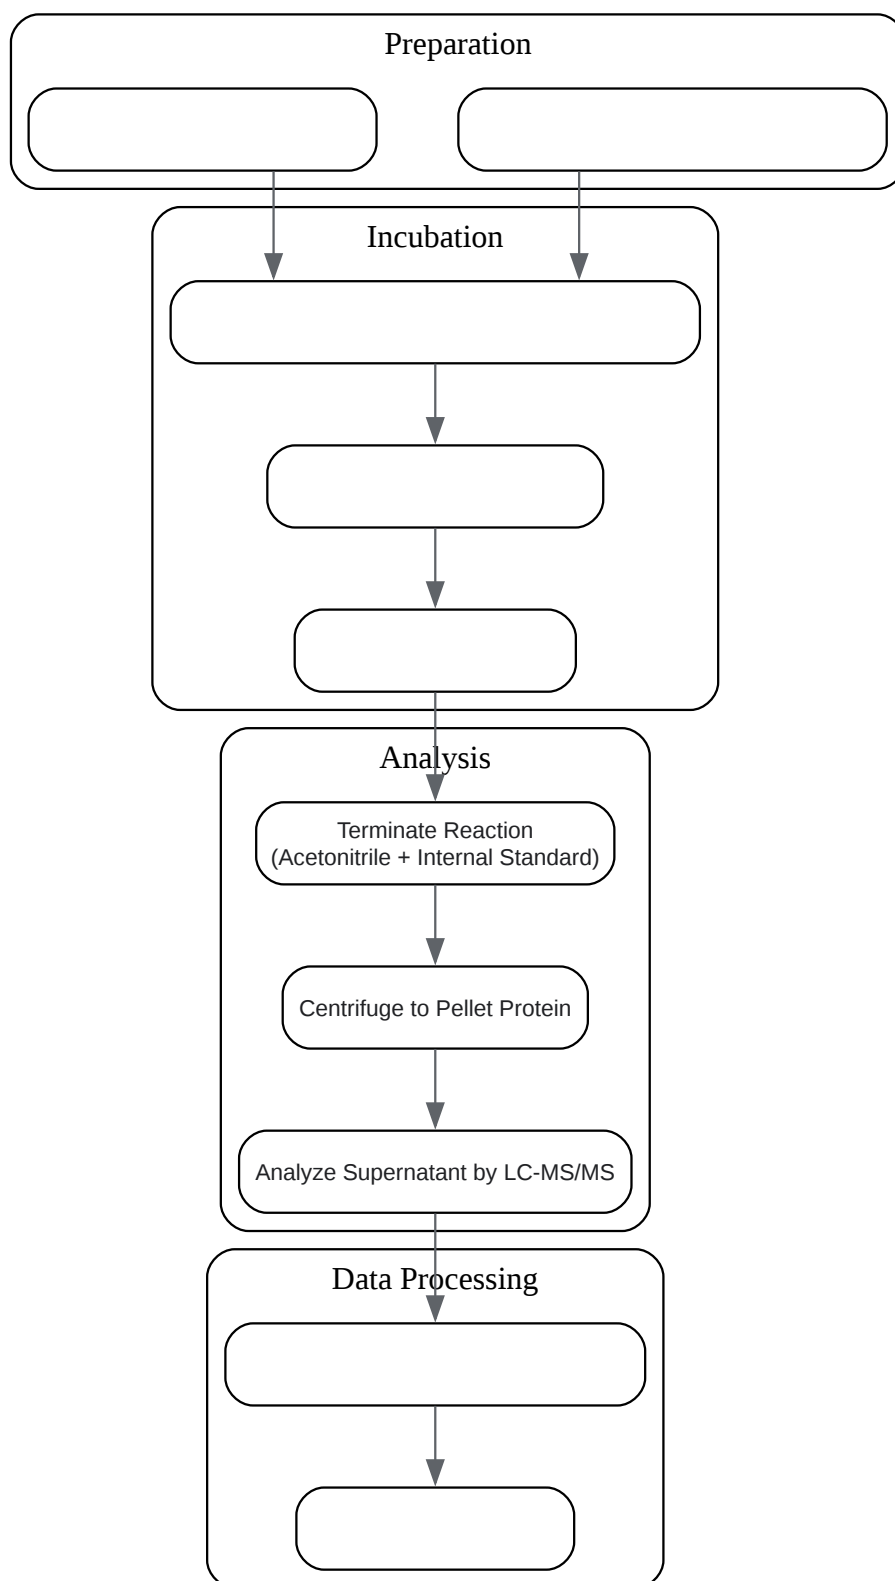 Preparation
Incubation
Analysis
Terminate Reaction
(Acetonitrile + Internal Standard)
Centrifuge to Pellet Protein
Analyze Supernatant by LC-MS/MS
Data Processing